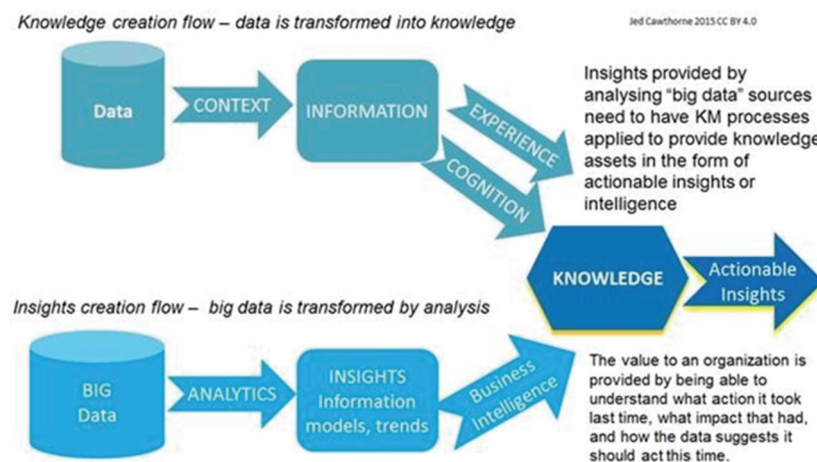 Knowledge creation flow – data is transformed into knowledge
Jed Cawthorne 2015 CC BY 4.0
Data
CONTEXT
INFORMATION
EXPERIENCE
COGNITION
Insights provided by
analysing “big data” sources
need to have KM processes
applied to provide knowledge
assets in the form of
actionable insights or
intelligence
KNOWLEDGE
Actionable
Insights
Insights creation flow – big data is transformed by analysis
BIG
Data
ANALYTICS
INSIGHTS
Information
models, trends
Business
Intelligence
The value to an organization is
provided by being able to
understand what action it took
last time, what impact that had,
and how the data suggests it
should act this time.